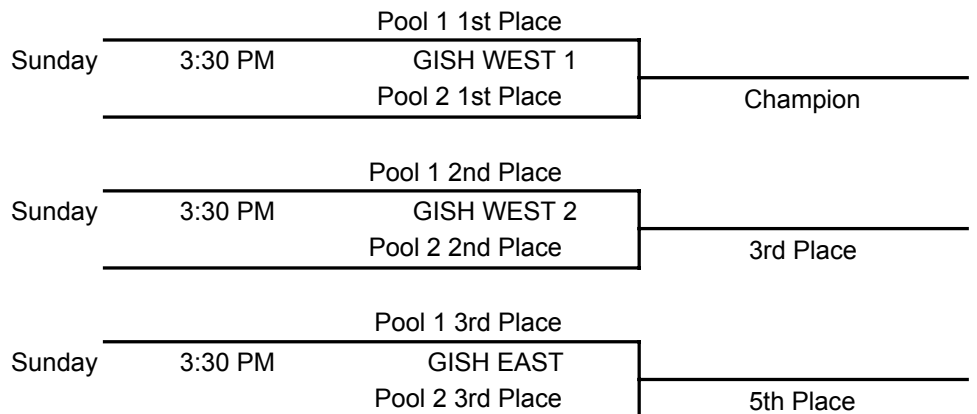 Pool 1 1st Place
Sunday 3:30 PM GISH WEST 1
Pool 2 1st Place Champion
Pool 1 2nd Place
Sunday 3:30 PM GISH WEST 2
Pool 2 2nd Place 3rd Place
Pool 1 3rd Place
Sunday 3:30 PM GISH EAST
Pool 2 3rd Place 5th Place